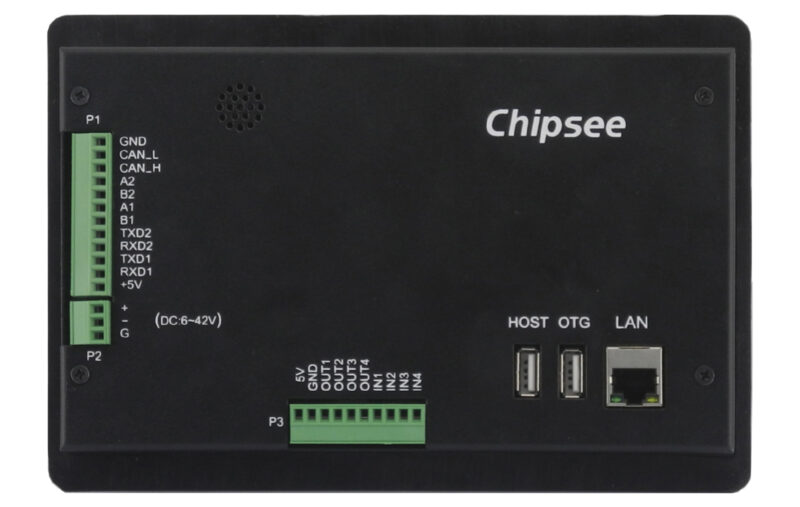 Chipsee
P1
GND
CAN_L
CAN_H
A2
B2
A1
B1
TXD2
RXD2
TXD1
RXD1
+5V
+
–
G
(DC:6~42V)
P2
HOST OTG LAN
5V
GND
OUT1
OUT2
OUT3
OUT4
IN1
IN2
IN3
IN4
P3